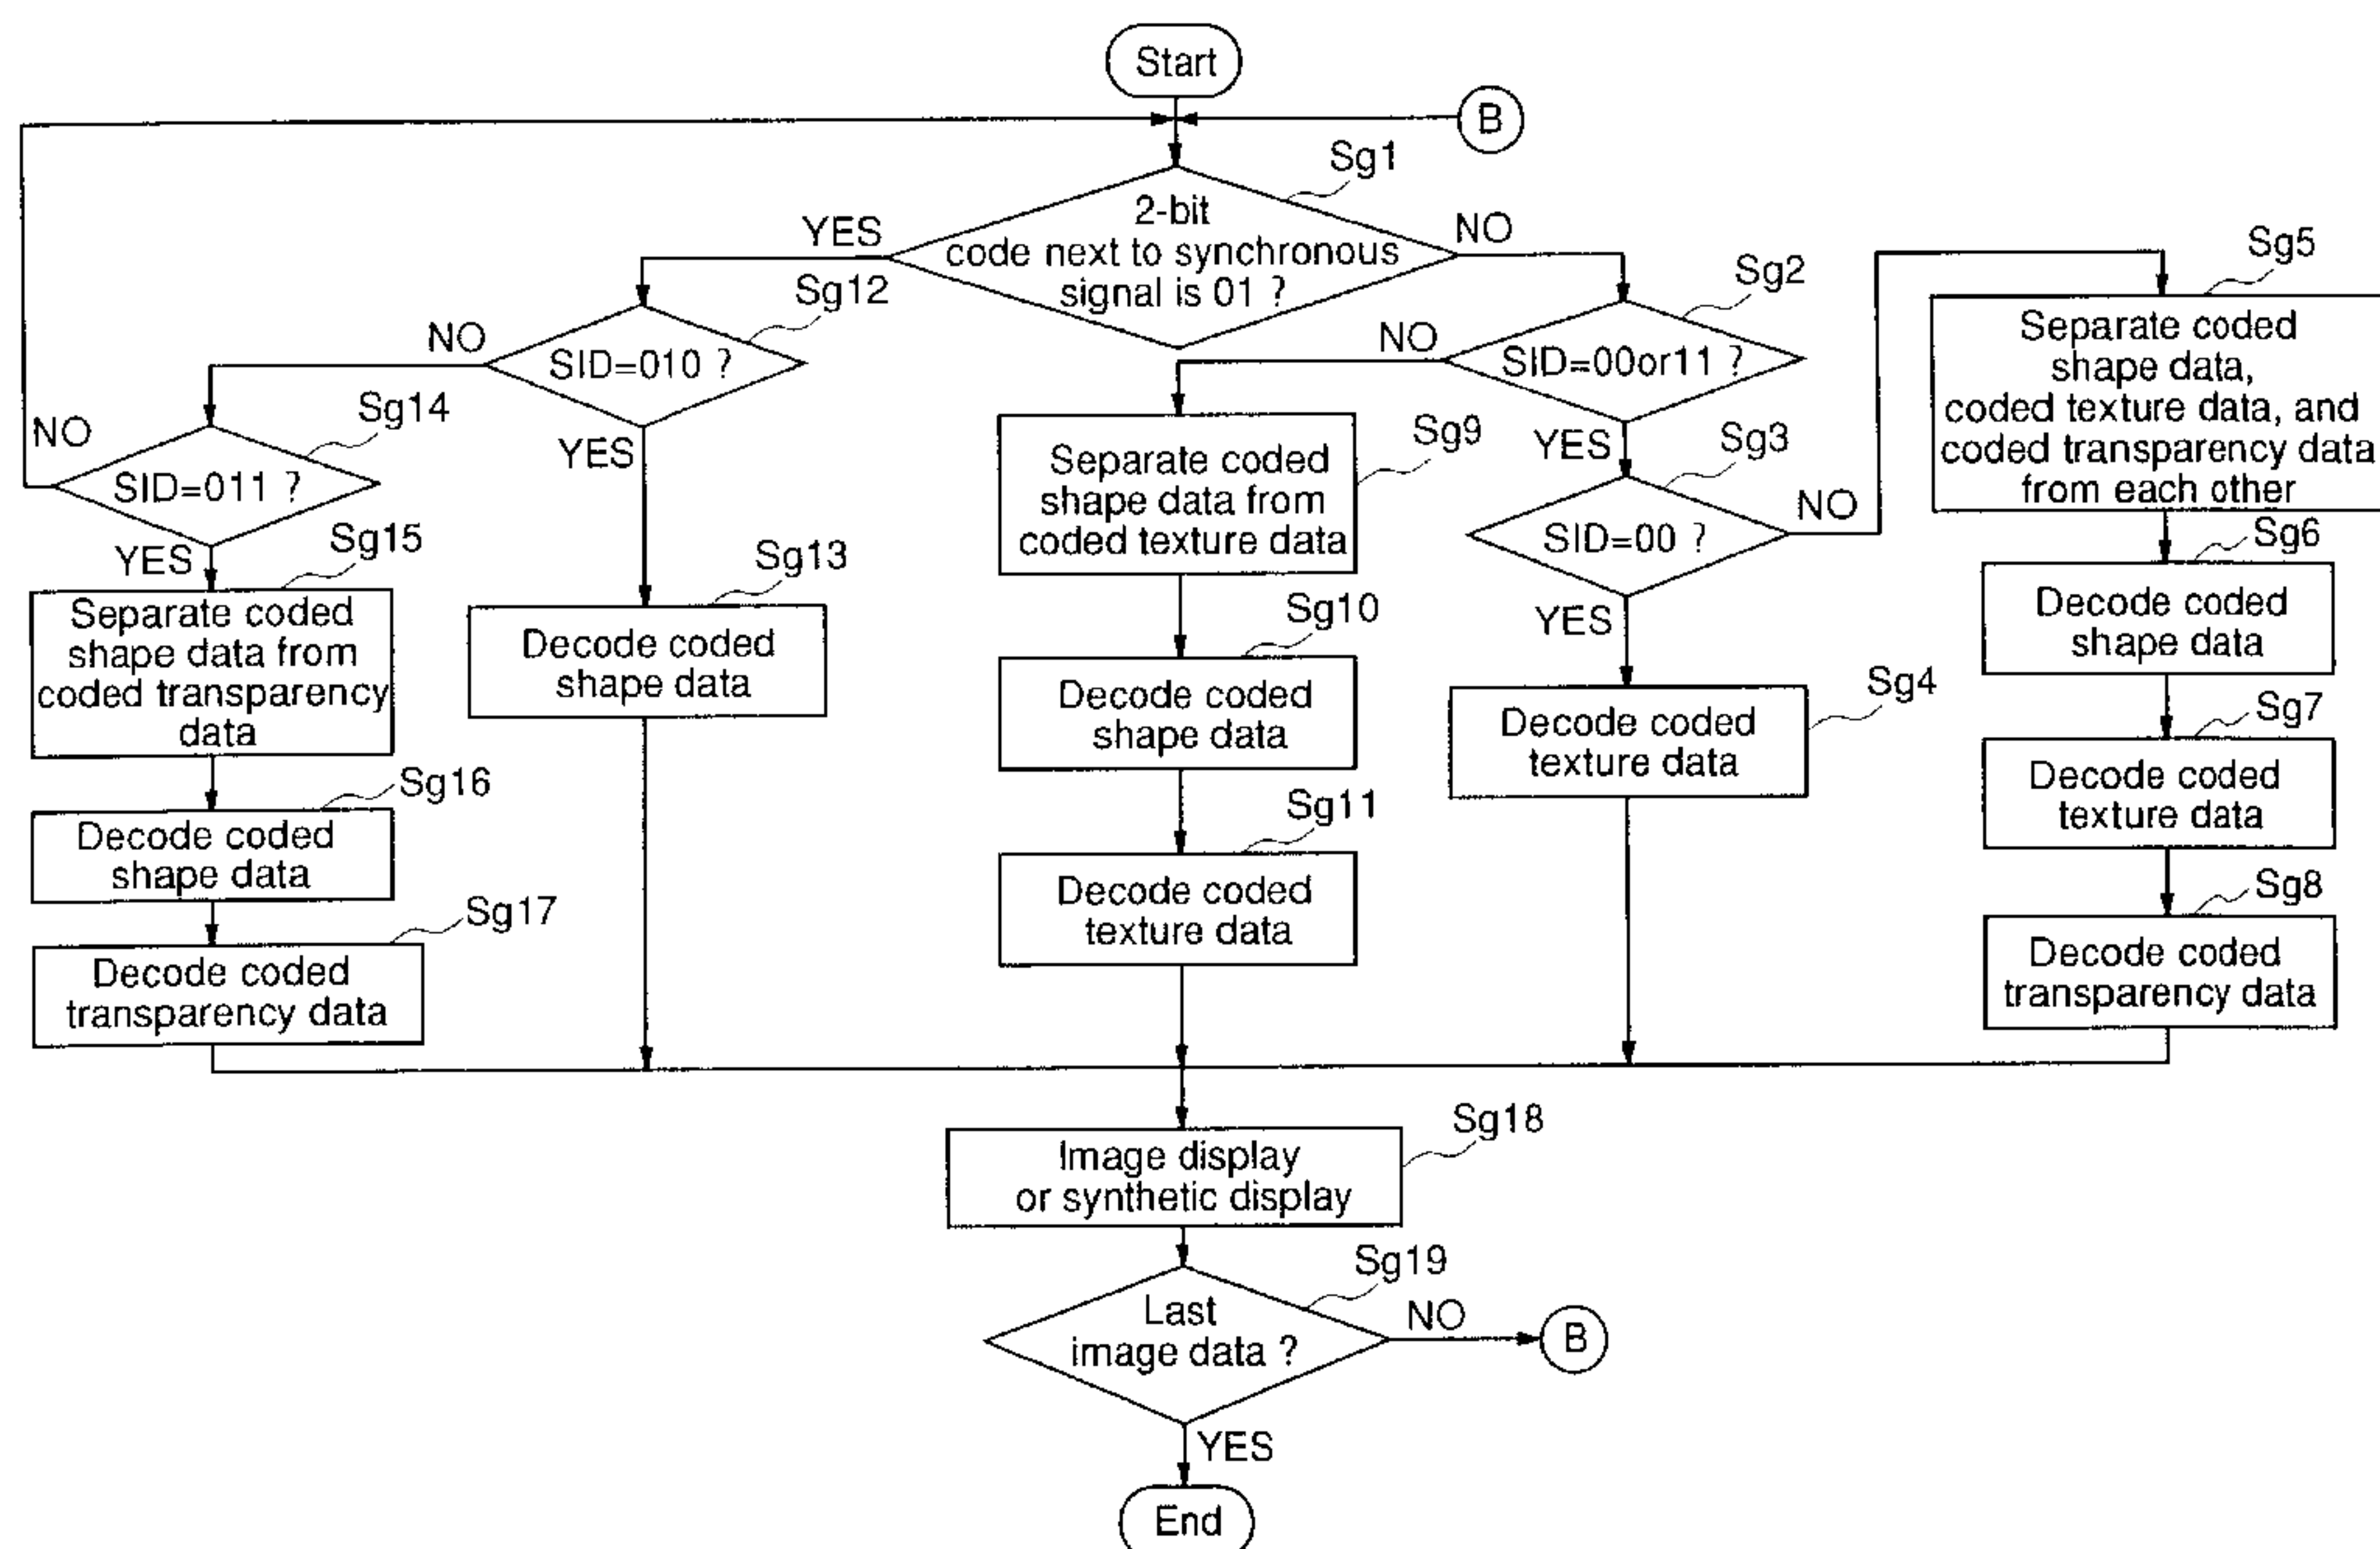 Start
B
Sg1
2-bit
code next to synchronous
signal is 01 ?
YES
NO
Sg12
SID=010 ?
NO
YES
Sg14
SID=011 ?
NO
YES
Sg15
Separate coded
shape data from
coded transparency
data
Sg16
Decode coded
shape data
Sg17
Decode coded
transparency data
Sg13
Decode coded
shape data
Sg2
SID=00or11 ?
NO
YES
Sg9
Separate coded
shape data from
coded texture data
Sg10
Decode coded
shape data
Sg11
Decode coded
texture data
Sg3
SID=00 ?
NO
YES
Sg4
Decode coded
texture data
Sg5
Separate coded
shape data,
coded texture data, and
coded transparency data
from each other
Sg6
Decode coded
shape data
Sg7
Decode coded
texture data
Sg8
Decode coded
transparency data
Sg18
Image display
or synthetic display
Sg19
Last
image data ?
NO
B
YES
End